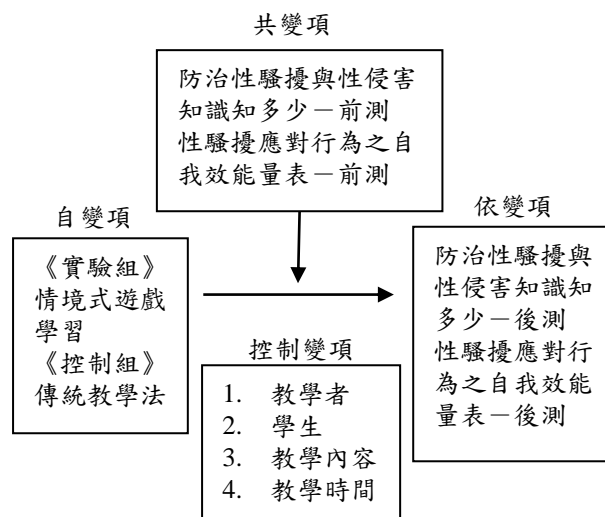 共變項
防治性騷擾與性侵害
知識知多少－前測
性騷擾應對行為之自
我效能量表－前測
自變項
《實驗組》
情境式遊戲
學習
《控制組》
傳統教學法
控制變項
1. 教學者
2. 學生
3. 教學內容
4. 教學時間
依變項
防治性騷擾與
性侵害知識知
多少－後測
性騷擾應對行
為之自我效能
量表－後測